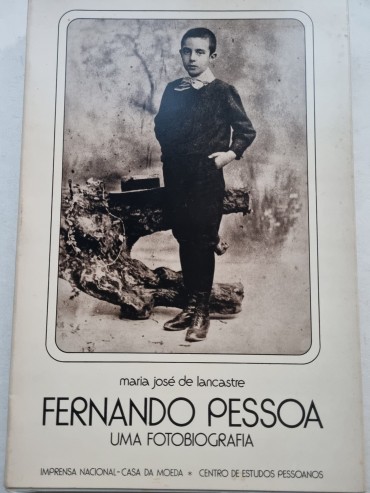 maria josé de lancastre
FERNANDO PESSOA
UMA FOTOBIOGRAFIA
IMPRENSA NACIONAL-CASA DA MOEDA • CENTRO DE ESTUDOS PESSOANOS